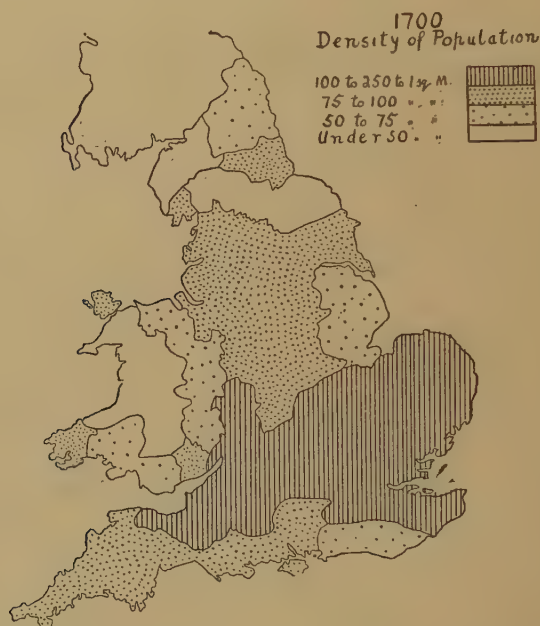 1700
Density of Population
100 to 250 to 1 sq M.
75 to 100 " "
50 to 75 " "
Under 50 " "